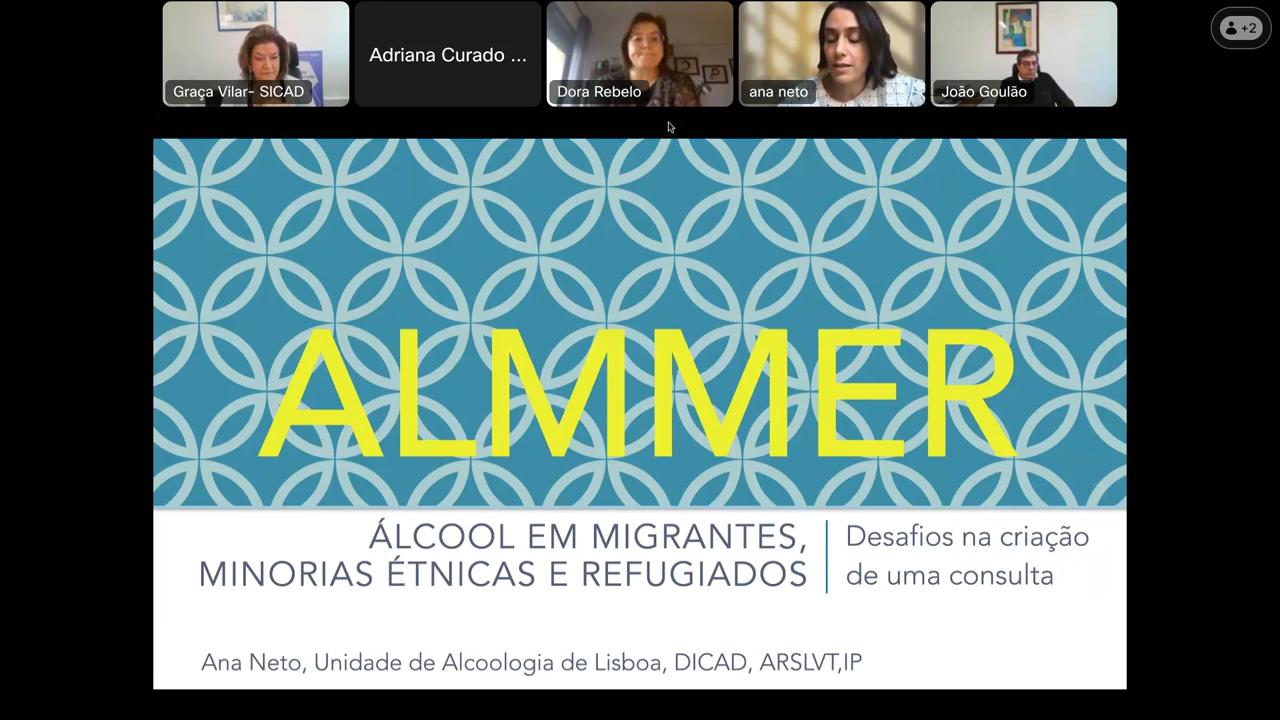 Graça Vilar- SICAD
Adriana Curado ...
Dora Rebelo
ana neto
João Goulão
+2
ALMMER
ÁLCOOL EM MIGRANTES,
MINORIAS ÉTNICAS E REFUGIADOS
Desafios na criação
de uma consulta
Ana Neto, Unidade de Alcoologia de Lisboa, DICAD, ARSLVT,IP